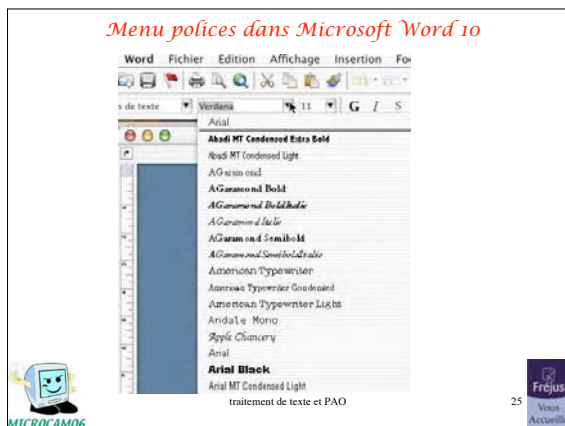 Menu polices dans Microsoft Word 10
Word Fichier Edition Affichage Insertion Fo
s de texte Verdana 11 G I S
Arial
Abadi MT Condensed Extra Bold
Abadi MT Condensed Light
AGaramond
AGaramond Bold
AGaramond BoldItalic
AGaramond Italic
AGaramond Semibold
AGaramond SemiboldItalic
American Typewriter
American Typewriter Condensed
American Typewriter Light
Andale Mono
Apple Chancery
Arial
Arial Black
Arial MT Condensed Light
traitement de texte et PAO
25
MICROCAM06
Fréjus
Vous
Accueille